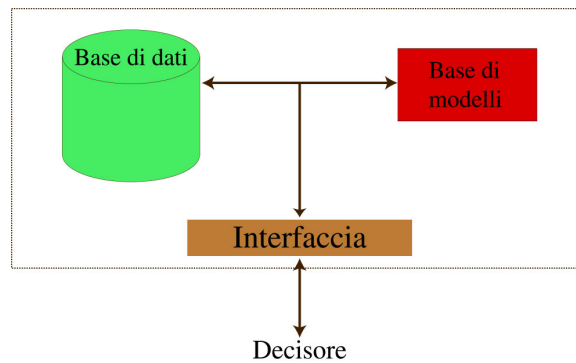 Base di dati
Base di
modelli
Interfaccia
Decisore